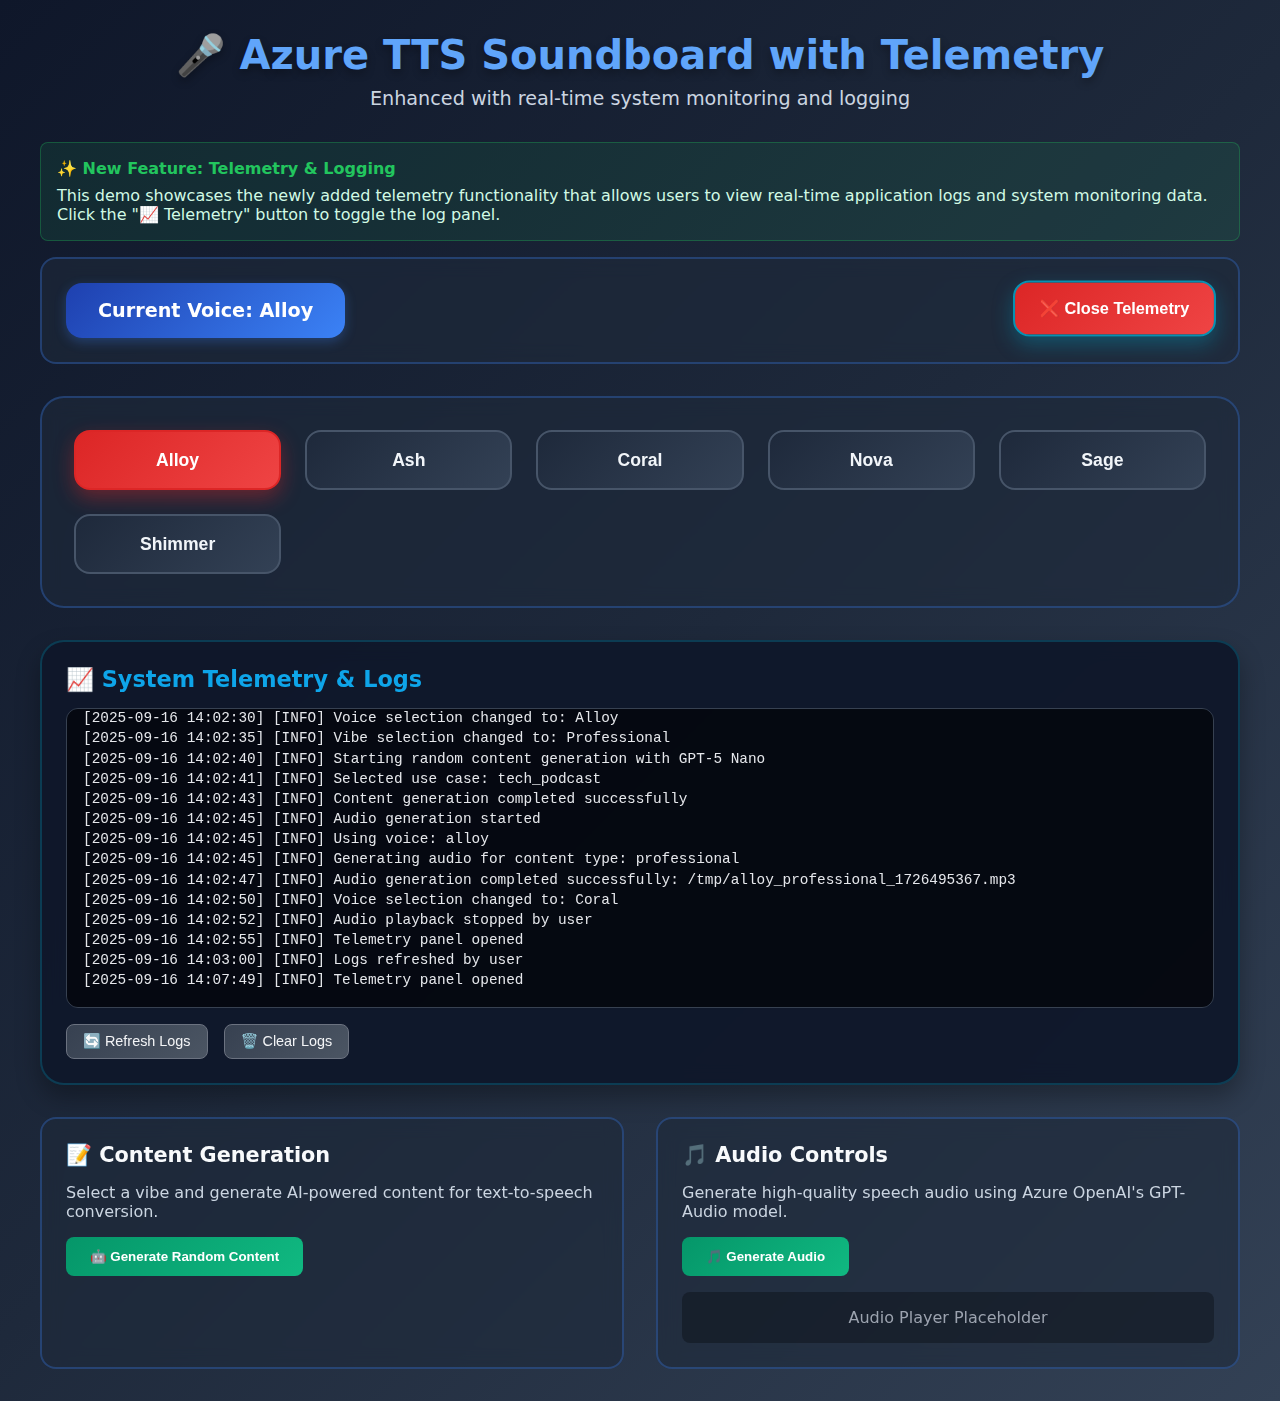 🎤 Azure TTS Soundboard with Telemetry
Enhanced with real-time system monitoring and logging
✨ New Feature: Telemetry & Logging
This demo showcases the newly added telemetry functionality that allows users to view real-time application logs and system monitoring data.
Click the "📈 Telemetry" button to toggle the log panel.
Current Voice: Alloy
❌ Close Telemetry
Alloy
Ash
Coral
Nova
Sage
Shimmer
📈 System Telemetry & Logs
[2025-09-16 14:02:30] [INFO] Voice selection changed to: Alloy
[2025-09-16 14:02:35] [INFO] Vibe selection changed to: Professional
[2025-09-16 14:02:40] [INFO] Starting random content generation with GPT-5 Nano
[2025-09-16 14:02:41] [INFO] Selected use case: tech_podcast
[2025-09-16 14:02:43] [INFO] Content generation completed successfully
[2025-09-16 14:02:45] [INFO] Audio generation started
[2025-09-16 14:02:45] [INFO] Using voice: alloy
[2025-09-16 14:02:45] [INFO] Generating audio for content type: professional
[2025-09-16 14:02:47] [INFO] Audio generation completed successfully: /tmp/alloy_professional_1726495367.mp3
[2025-09-16 14:02:50] [INFO] Voice selection changed to: Coral
[2025-09-16 14:02:52] [INFO] Audio playback stopped by user
[2025-09-16 14:02:55] [INFO] Telemetry panel opened
[2025-09-16 14:03:00] [INFO] Logs refreshed by user
[2025-09-16 14:07:49] [INFO] Telemetry panel opened
🔄 Refresh Logs
🗑️ Clear Logs
📝 Content Generation
Select a vibe and generate AI-powered content for text-to-speech
conversion.
🤖 Generate Random Content
🎵 Audio Controls
Generate high-quality speech audio using Azure OpenAI's GPT-
Audio model.
🎵 Generate Audio
Audio Player Placeholder